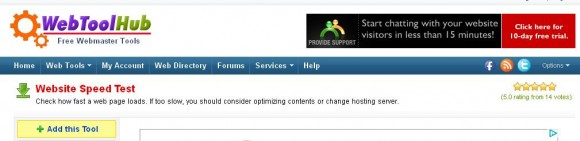 WebToolHub
Free Webmaster Tools
PROVIDE SUPPORT
Start chatting with your website
visitors in less than 15 minutes!
Click here for
10-day free trial.
Home Web Tools My Account Web Directory Forums Services Help Options
Website Speed Test
Check how fast a web page loads. If too slow, you should consider optimizing contents or change hosting server.
(5.0 rating from 14 votes)
Add this Tool